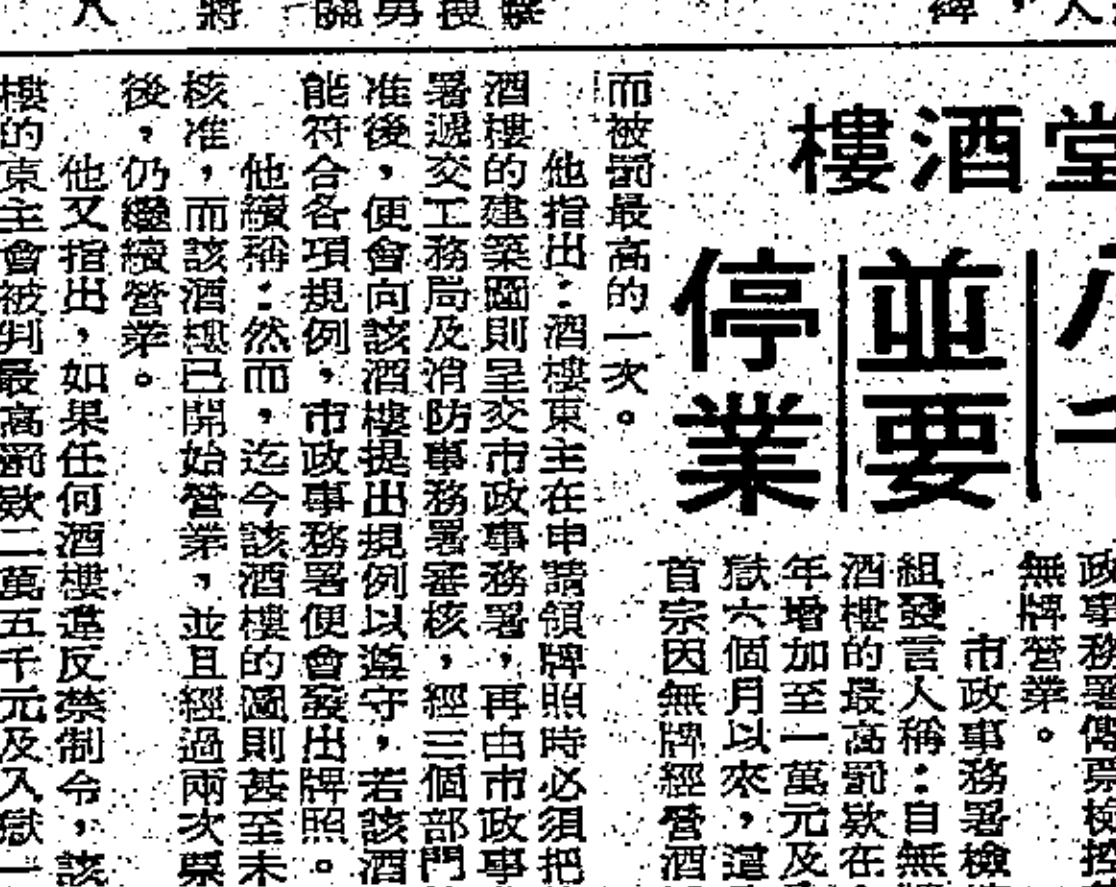 堂酒樓
並要
停業
政事務署
無牌營業。
市政事務署檢
組發言人稱：自無
酒樓的最高罰款在
年增加至一萬元及
獄六個月以來，這
首宗因無牌經營酒
而被罰最高的一次。
他指出：酒樓東主在申請領牌照時必須把
酒樓的建築圖則呈交市政事務署，再由市政事
署遞交工務局及消防事務署審核，經三個部門
准後，便會向該酒樓提出規例以遵守，若該酒
能符合各項規例，市政事務署便會發出牌照。
他續稱：然而，迄今該酒樓的圖則甚至未
核准，而該酒樓已開始營業，並且經過兩次票
後，仍繼續營業。
他又指出，如果任何酒樓違反禁制令，該
樓的東主會被判最高罰款二萬五千元及入獄一